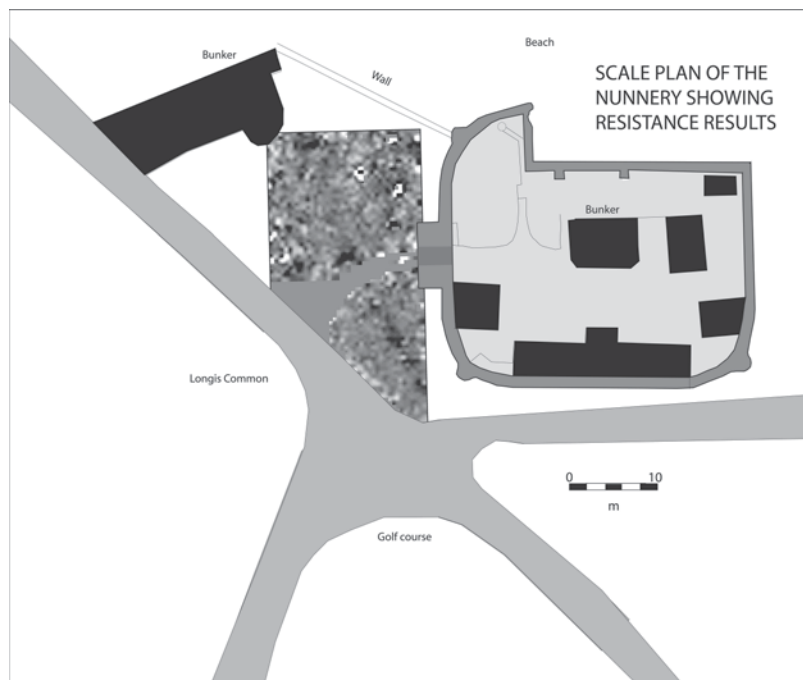 Bunker
Beach
Wall
SCALE PLAN OF THE
NUNNERY SHOWING
RESISTANCE RESULTS
Bunker
Longis Common
0 10
m
Golf course